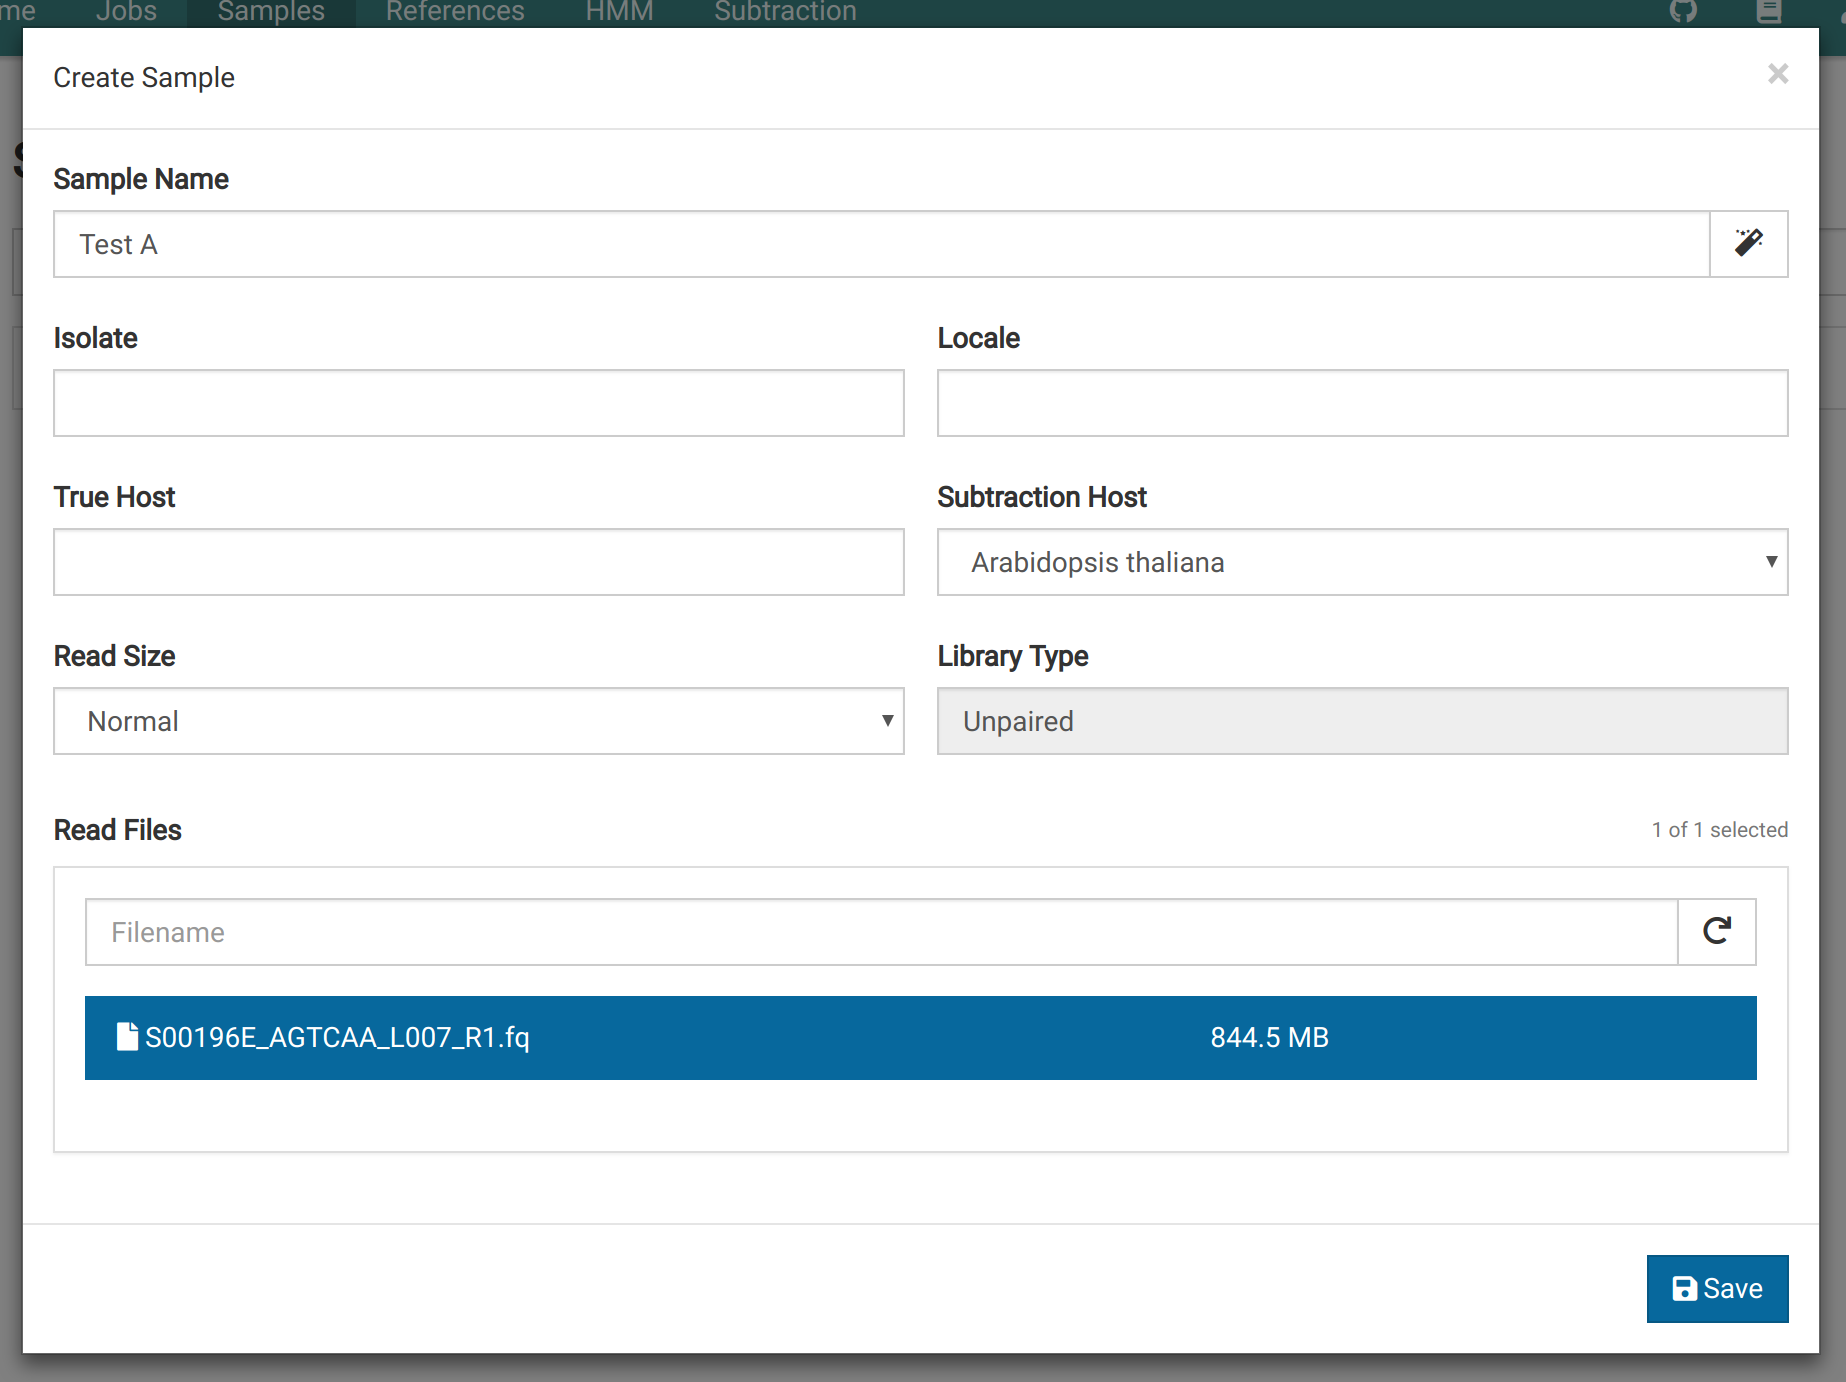 me Jobs Samples References HMM Subtraction
Create Sample ×
Sample Name
Test A
Isolate Locale
True Host Subtraction Host
Arabidopsis thaliana
Read Size Library Type
Normal Unpaired
Read Files 1 of 1 selected
Filename
S00196E_AGTCAA_L007_R1.fq 844.5 MB
Save